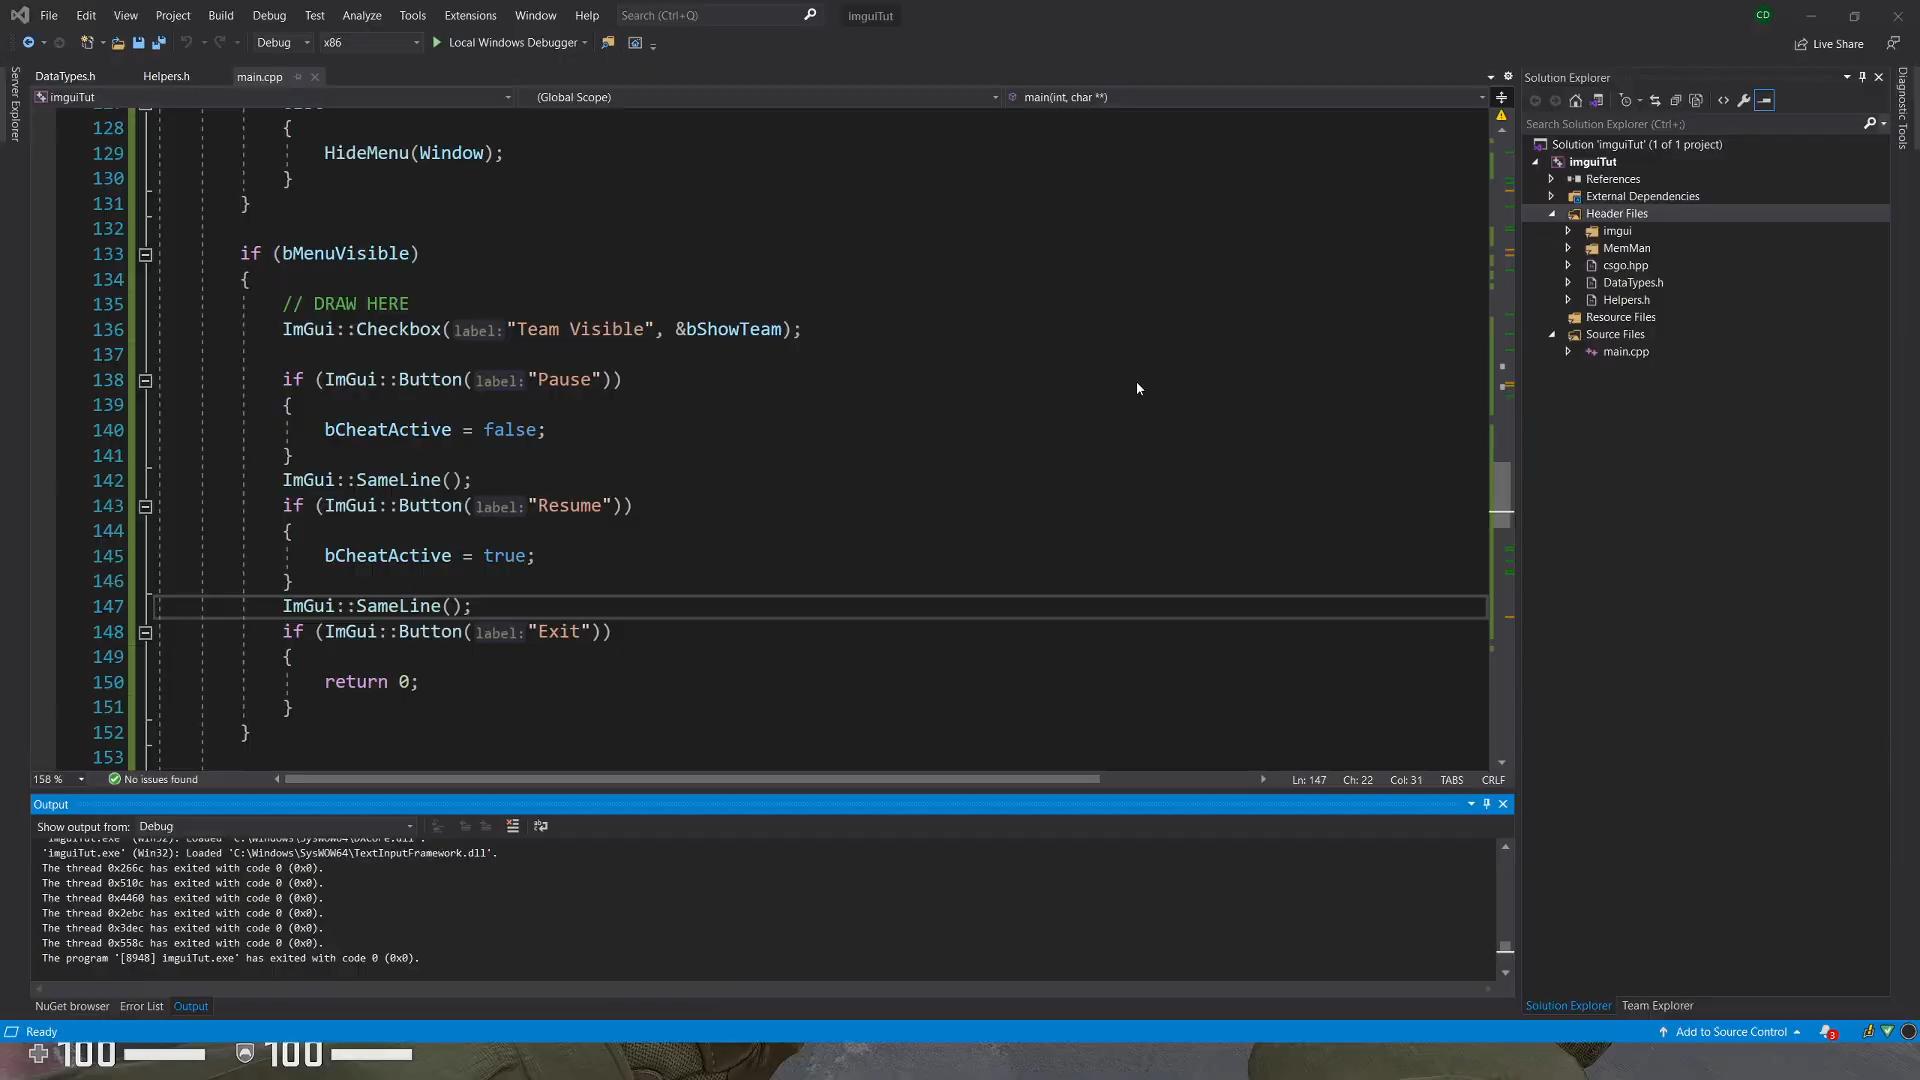 File Edit View Project Build Debug Test Analyze Tools Extensions Window Help Search (Ctrl+Q) imguiTut CD
Debug x86 Local Windows Debugger Live Share
DataTypes.h Helpers.h main.cpp
imguiTut (Global Scope) main(int, char **)
128 {
129 HideMenu(Window);
130 }
131 }
132
133 if (bMenuVisible)
134 {
135 // DRAW HERE
136 ImGui::Checkbox(label:"Team Visible", &bShowTeam);
137
138 if (ImGui::Button(label:"Pause"))
139 {
140 bCheatActive = false;
141 }
142 ImGui::SameLine();
143 if (ImGui::Button(label:"Resume"))
144 {
145 bCheatActive = true;
146 }
147 ImGui::SameLine();
148 if (ImGui::Button(label:"Exit"))
149 {
150 return 0;
151 }
152 }
153
158 % No issues found Ln: 147 Ch: 22 Col: 31 TABS CRLF
Output
Show output from: Debug
'imguiTut.exe' (Win32): Loaded 'C:\Windows\SysWOW64\DXCore.dll'.
'imguiTut.exe' (Win32): Loaded 'C:\Windows\SysWOW64\TextInputFramework.dll'.
The thread 0x266c has exited with code 0 (0x0).
The thread 0x510c has exited with code 0 (0x0).
The thread 0x4460 has exited with code 0 (0x0).
The thread 0x2ebc has exited with code 0 (0x0).
The thread 0x3dec has exited with code 0 (0x0).
The thread 0x558c has exited with code 0 (0x0).
The program '[8948] imguiTut.exe' has exited with code 0 (0x0).
NuGet browser Error List Output
Server Explorer
Solution Explorer
Search Solution Explorer (Ctrl+;)
Solution 'imguiTut' (1 of 1 project)
imguiTut
References
External Dependencies
Header Files
imgui
MemMan
csgo.hpp
DataTypes.h
Helpers.h
Resource Files
Source Files
main.cpp
Solution Explorer Team Explorer
Diagnostic Tools
Ready Add to Source Control 3
100 100